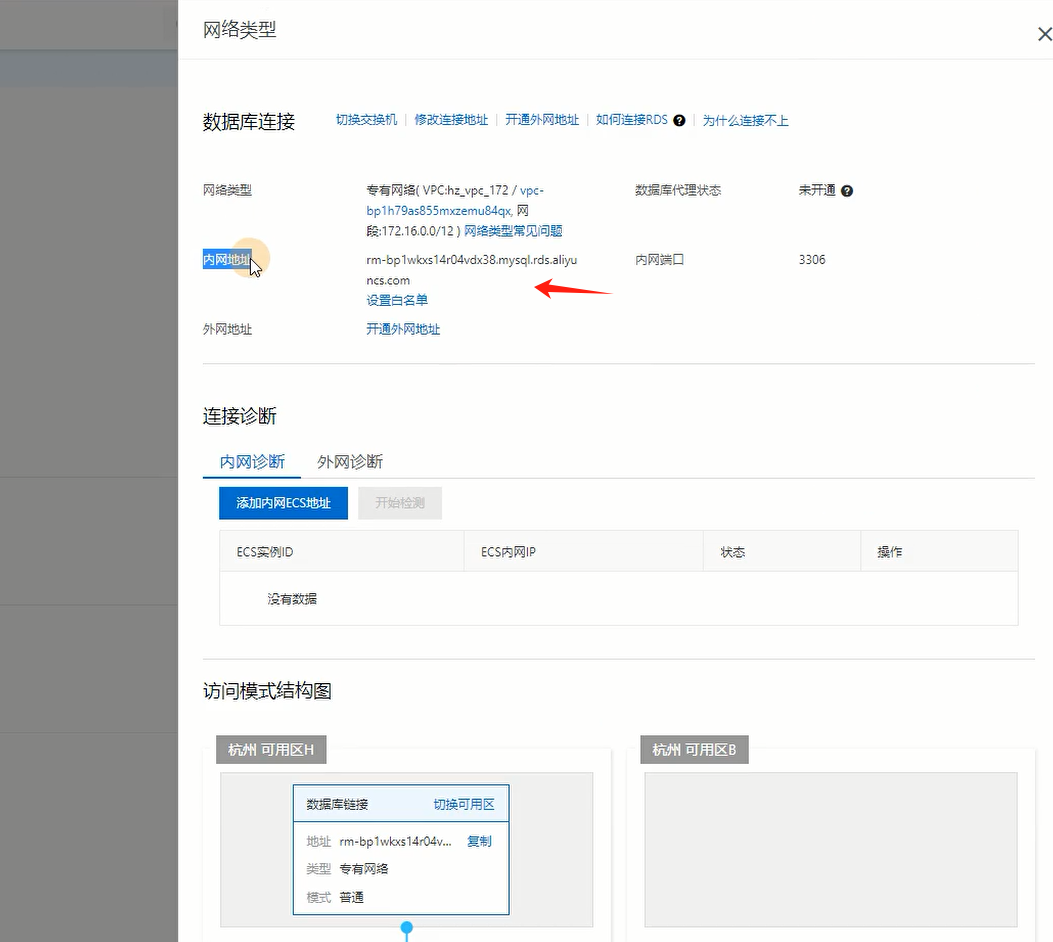 网络类型
数据库连接
切换交换机 | 修改连接地址 | 开通外网地址 | 如何连接RDS ? | 为什么连接不上
网络类型
专有网络( VPC:hz_vpc_172 / vpc-
bp1h79as855mxzemu84qx, 网
段:172.16.0.0/12 ) 网络类型常见问题
数据库代理状态
未开通 ?
内网地址
rm-bp1wkxs14r04vdx38.mysql.rds.aliyu
ncs.com
设置白名单
内网端口
3306
外网地址
开通外网地址
连接诊断
内网诊断 外网诊断
添加内网ECS地址 开始检测
ECS实例ID ECS内网IP 状态 操作
没有数据
访问模式结构图
杭州 可用区H
数据库链接 切换可用区
地址 rm-bp1wkxs14r04v... 复制
类型 专有网络
模式 普通
杭州 可用区B